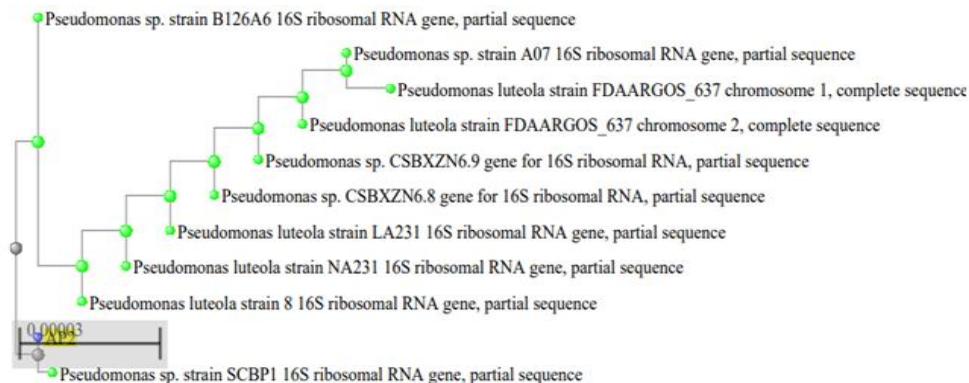 Pseudomonas sp. strain B126A6 16S ribosomal RNA gene, partial sequence
Pseudomonas sp. strain A07 16S ribosomal RNA gene, partial sequence
Pseudomonas luteola strain FDAARGOS_637 chromosome 1, complete sequence
Pseudomonas luteola strain FDAARGOS_637 chromosome 2, complete sequence
Pseudomonas sp. CSBXZN6.9 gene for 16S ribosomal RNA, partial sequence
Pseudomonas sp. CSBXZN6.8 gene for 16S ribosomal RNA, partial sequence
Pseudomonas luteola strain LA231 16S ribosomal RNA gene, partial sequence
Pseudomonas luteola strain NA231 16S ribosomal RNA gene, partial sequence
Pseudomonas luteola strain 8 16S ribosomal RNA gene, partial sequence
0.00003
AP2
Pseudomonas sp. strain SCBP1 16S ribosomal RNA gene, partial sequence